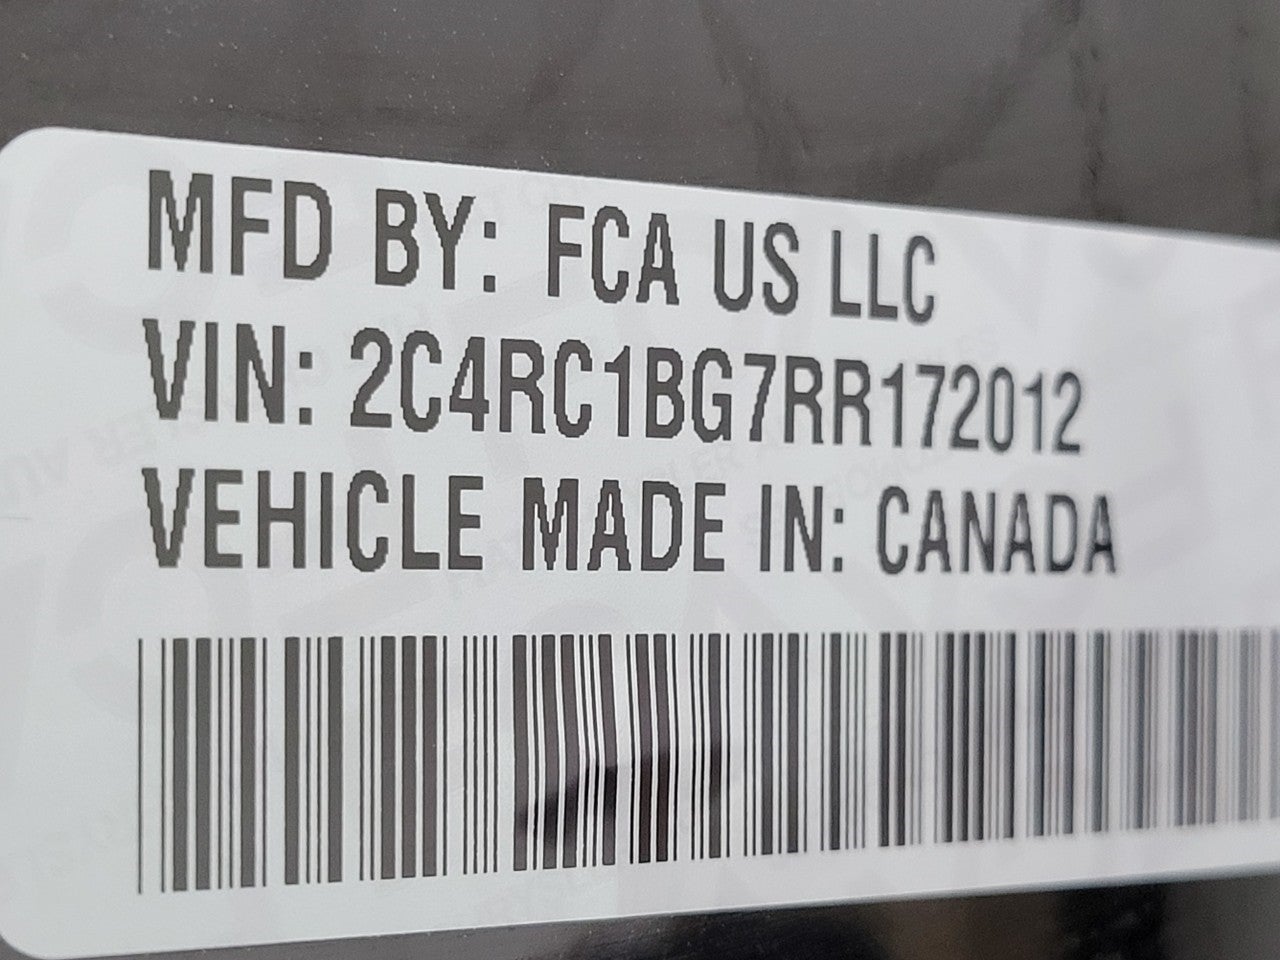 MFD BY: FCA US LLC
VIN: 2C4RC1BG7RR172012
VEHICLE MADE IN: CANADA